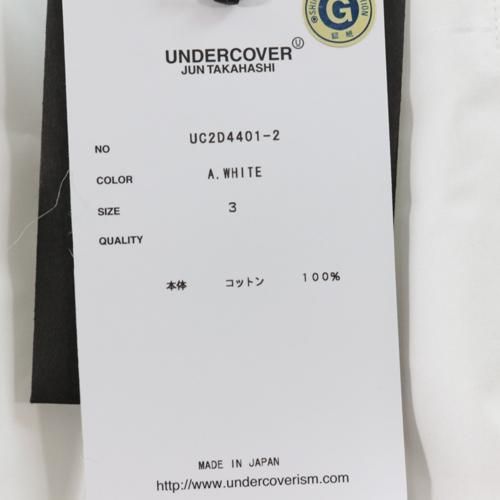 G
UNDERCOVER U
JUN TAKAHASHI
NO UC2D4401-2
COLOR A.WHITE
SIZE 3
QUALITY
本体 コットン 100%
MADE IN JAPAN
http://www.undercoverism.com